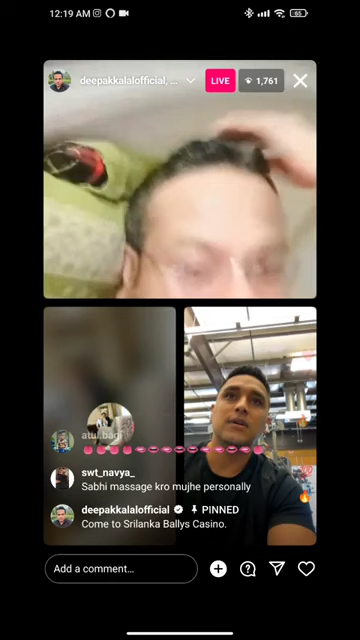 12:19 AM
65
deepakkalalofficial, ...
LIVE
1,761
atul.bagi
swt_navya_
Sabhi massage kro mujhe personally
deepakkalalofficial PINNED
Come to Srilanka Ballys Casino.
Add a comment...